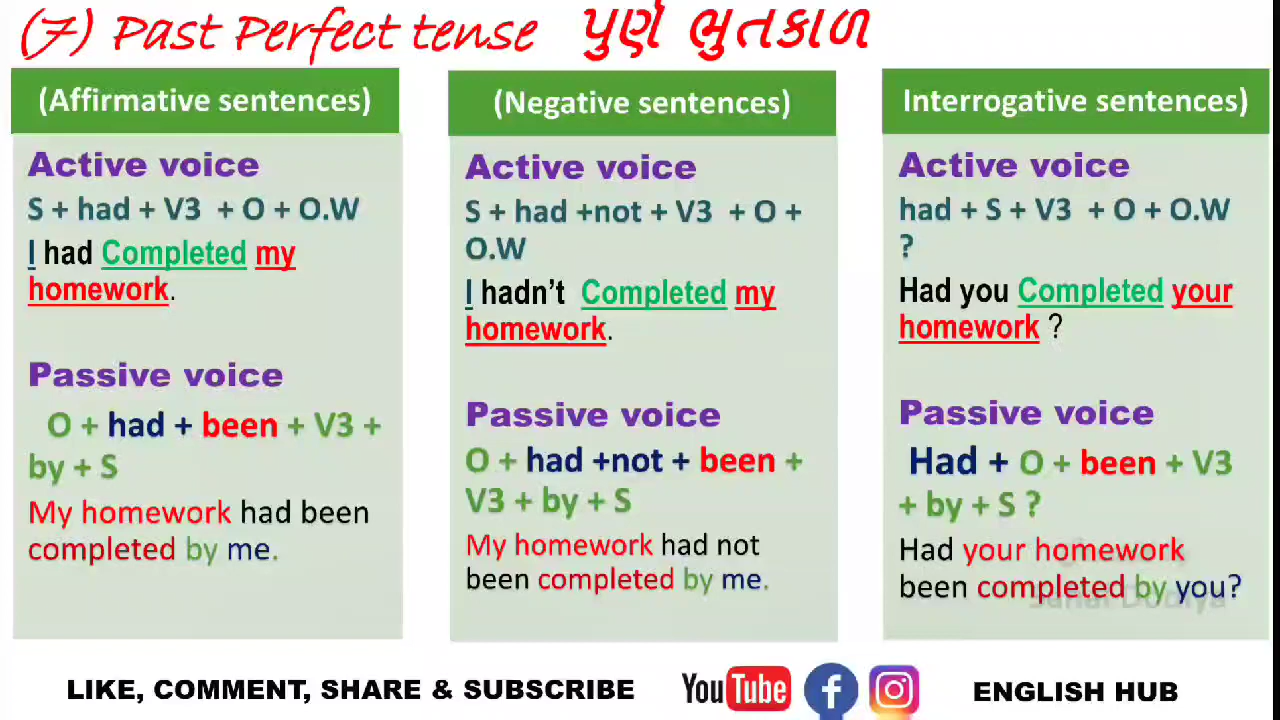 (7) Past Perfect tense પુર્ણ ભુતકાળ
(Affirmative sentences)
Active voice
S + had + V3 + O + O.W
I had Completed my
homework.
Passive voice
O + had + been + V3 +
by + S
My homework had been
completed by me.
(Negative sentences)
Active voice
S + had +not + V3 + O +
O.W
I hadn’t Completed my
homework.
Passive voice
O + had +not + been +
V3 + by + S
My homework had not
been completed by me.
Interrogative sentences)
Active voice
had + S + V3 + O + O.W
?
Had you Completed your
homework ?
Passive voice
Had + O + been + V3
+ by + S ?
Had your homework
been completed by you?
LIKE, COMMENT, SHARE & SUBSCRIBE YouTube f ENGLISH HUB